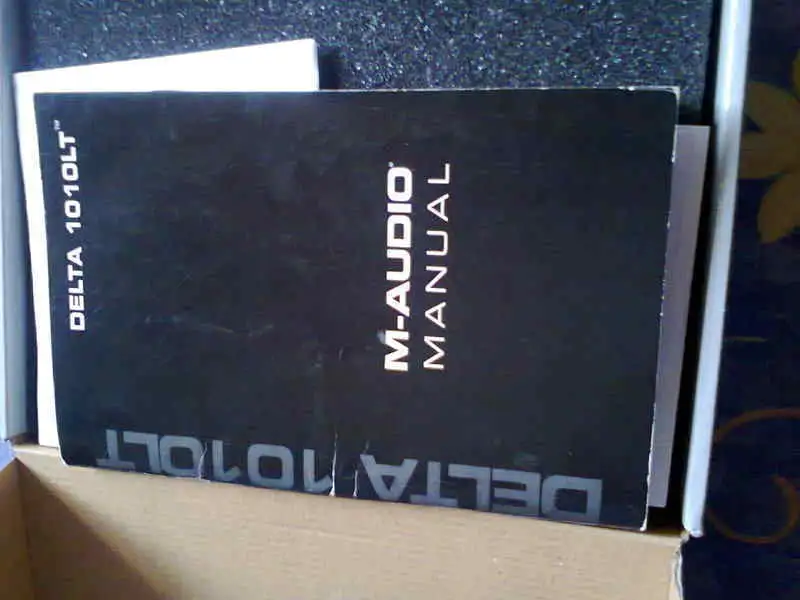 DELTA 1010LT™
M-AUDIO®
MANUAL
DELTA 1010LT